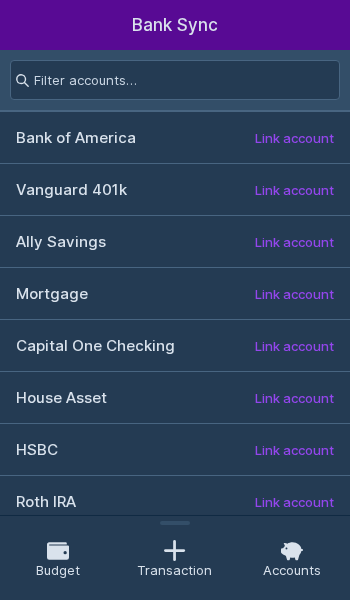 Bank Sync
Filter accounts…
Bank of America Link account
Vanguard 401k Link account
Ally Savings Link account
Mortgage Link account
Capital One Checking Link account
House Asset Link account
HSBC Link account
Roth IRA Link account
Budget Transaction Accounts